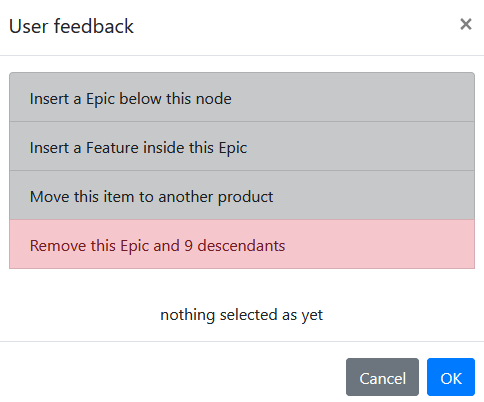 User feedback ×
Insert a Epic below this node
Insert a Feature inside this Epic
Move this item to another product
Remove this Epic and 9 descendants
nothing selected as yet
Cancel OK